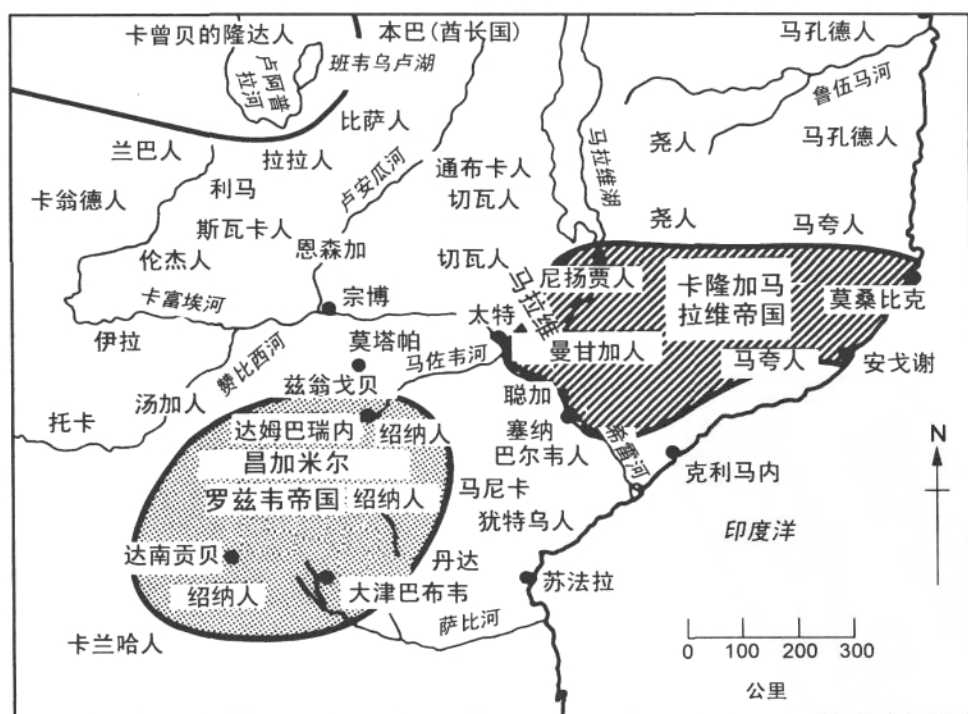 卡曾贝的隆达人
本巴(酋长国)
马孔德人
卢阿普
拉河
班韦乌卢湖
鲁伍马河
比萨人
兰巴人
拉拉人
尧人
马孔德人
马拉维湖
卢安瓜河
通布卡人
卡翁德人
利马
切瓦人
斯瓦卡人
恩森加
尧人
马夸人
伦杰人
切瓦人
马拉维
尼扬贾人
卡隆加马
拉维帝国
莫桑比克
卡富埃河
宗博
太特
伊拉
莫塔帕
马佐韦河
曼甘加人
马夸人
安戈谢
赞比西河
兹翁戈贝
汤加人
聪加
托卡
达姆巴瑞内
绍纳人
塞纳
希雷河
N
昌加米尔
巴尔韦人
克利马内
罗兹韦帝国
绍纳人
马尼卡
犹特乌人
印度洋
达南贡贝
丹达
绍纳人
大津巴布韦
苏法拉
萨比河
卡兰哈人
0 100 200 300
公里